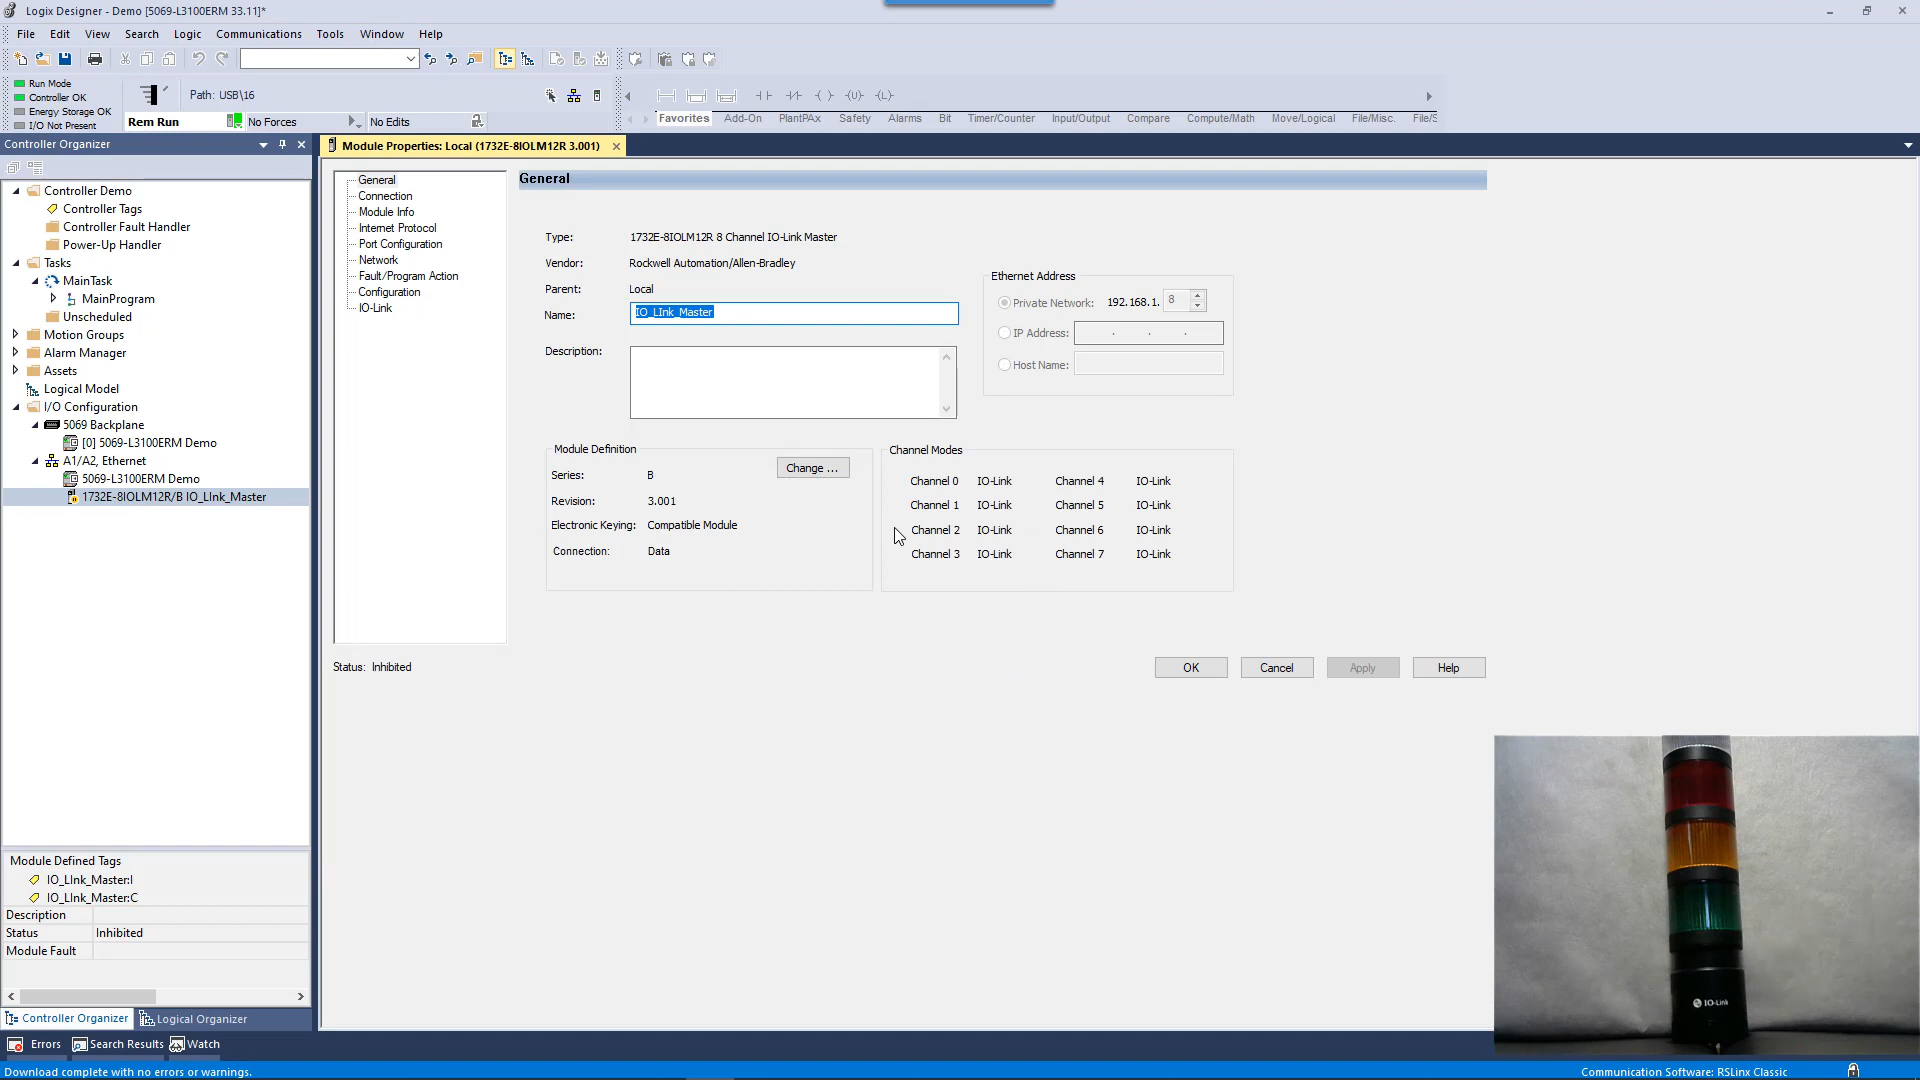 Logix Designer - Demo [5069-L3100ERM 33.11]*
File Edit View Search Logic Communications Tools Window Help
Run Mode
Controller OK
Energy Storage OK
I/O Not Present
Path: USB\16
Rem Run
No Forces
No Edits
Favorites Add-On PlantPAx Safety Alarms Bit Timer/Counter Input/Output Compare Compute/Math Move/Logical File/Misc. File/S
Controller Organizer
Controller Demo
Controller Tags
Controller Fault Handler
Power-Up Handler
Tasks
MainTask
MainProgram
Unscheduled
Motion Groups
Alarm Manager
Assets
Logical Model
I/O Configuration
5069 Backplane
[0] 5069-L3100ERM Demo
A1/A2, Ethernet
5069-L3100ERM Demo
1732E-8IOLM12R/B IO_LInk_Master
Module Defined Tags
IO_LInk_Master:I
IO_LInk_Master:C
Description
Status Inhibited
Module Fault
Controller Organizer
Logical Organizer
Module Properties: Local (1732E-8IOLM12R 3.001)
General
Connection
Module Info
Internet Protocol
Port Configuration
Network
Fault/Program Action
Configuration
IO-Link
General
Type: 1732E-8IOLM12R 8 Channel IO-Link Master
Vendor: Rockwell Automation/Allen-Bradley
Parent: Local
Name: IO_LInk_Master
Description:
Ethernet Address
Private Network: 192.168.1. 8
IP Address: . . .
Host Name:
Module Definition
Series: B
Change ...
Revision: 3.001
Electronic Keying: Compatible Module
Connection: Data
Channel Modes
Channel 0 IO-Link Channel 4 IO-Link
Channel 1 IO-Link Channel 5 IO-Link
Channel 2 IO-Link Channel 6 IO-Link
Channel 3 IO-Link Channel 7 IO-Link
Status: Inhibited
OK Cancel Apply Help
IO-Link
Errors Search Results Watch
Download complete with no errors or warnings.
Communication Software: RSLinx Classic